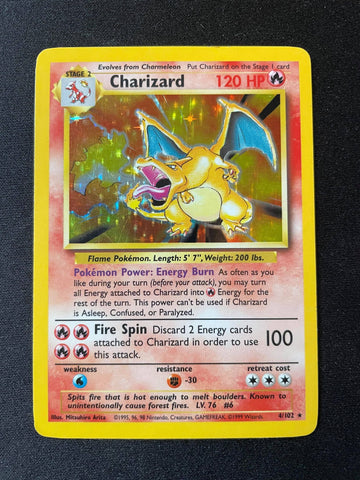 Evolves from Charmeleon Put Charizard on the Stage 1 card
STAGE 2
Charizard 120 HP
Flame Pokémon. Length: 5' 7", Weight: 200 lbs.
Pokémon Power: Energy Burn As often as you
like during your turn (before your attack), you may turn
all Energy attached to Charizard into Energy for the
rest of the turn. This power can't be used if Charizard
is Asleep, Confused, or Paralyzed.
Fire Spin Discard 2 Energy cards
attached to Charizard in order to use
this attack.
100
weakness resistance retreat cost
-30
Spits fire that is hot enough to melt boulders. Known to
unintentionally cause forest fires. LV. 76 #6
Illus. Mitsuhiro Arita ©1995, 96, 98 Nintendo, Creatures, GAMEFREAK. ©1999 Wizards. 4/102 ★